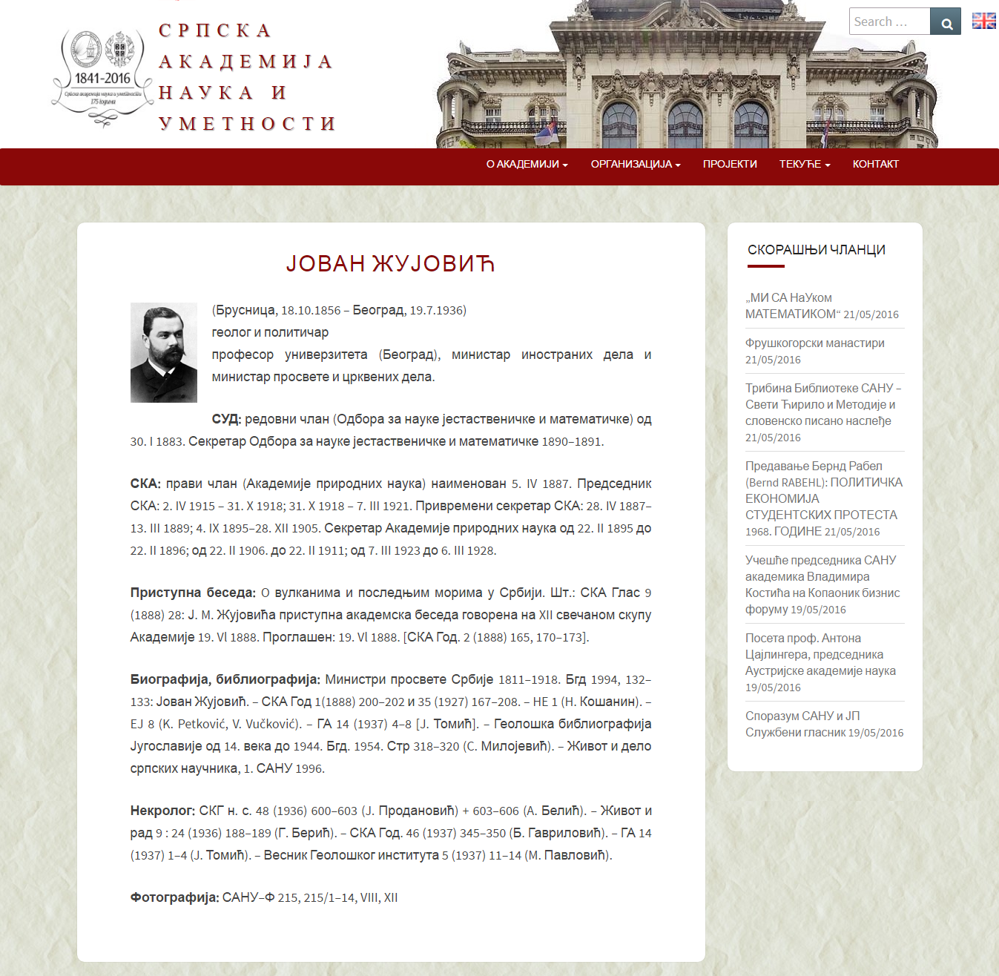 СРПСКА
АКАДЕМИЈА
НАУКА И
УМЕТНОСТИ
1841-2016
Српска академија наука и уметности
175 година
Search …
О АКАДЕМИЈИ
ОРГАНИЗАЦИЈА
ПРОЈЕКТИ
ТЕКУЋЕ
КОНТАКТ
ЈОВАН ЖУЈОВИЋ
(Брусница, 18.10.1856 – Београд, 19.7.1936)
геолог и политичар
професор универзитета (Београд), министар иностраних дела и
министар просвете и црквених дела.
СУД: редовни члан (Одбора за науке јестаственичке и математичке) од
30. I 1883. Секретар Одбора за науке јестаственичке и математичке 1890–1891.
СКА: прави члан (Академије природних наука) наименован 5. IV 1887. Председник
СКА: 2. IV 1915 – 31. X 1918; 31. X 1918 – 7. III 1921. Привремени секретар СКА: 28. IV 1887–
13. III 1889; 4. IX 1895–28. XII 1905. Секретар Академије природних наука од 22. II 1895 до
22. II 1896; од 22. II 1906. до 22. II 1911; од 7. III 1923 до 6. III 1928.
Приступна беседа: О вулканима и последњим морима у Србији. Шт.: СКА Глас 9
(1888) 28: Ј. М. Жујовића приступна академска беседа говорена на XII свечаном скупу
Академије 19. Vl 1888. Проглашен: 19. Vl 1888. [СКА Год. 2 (1888) 165, 170–173].
Биографија, библиографија: Министри просвете Србије 1811–1918. Бгд 1994, 132–
133: Јован Жујовић. – СКА Год 1(1888) 200–202 и 35 (1927) 167–208. – НЕ 1 (Н. Кошанин). –
EJ 8 (K. Petković, V. Vučković). – ГА 14 (1937) 4–8 [Ј. Томић]. – Геолошка библиографија
Југославије од 14. века до 1944. Бгд. 1954. Стр 318–320 (С. Милојевић). – Живот и дело
српских научника, 1. САНУ 1996.
Некролог: СКГ н. с. 48 (1936) 600–603 (Ј. Продановић) + 603–606 (А. Белић). – Живот и
рад 9 : 24 (1936) 188–189 (Г. Берић). – СКА Год. 46 (1937) 345–350 (Б. Гавриловић). – ГА 14
(1937) 1–4 (Ј. Томић). – Весник Геолошког института 5 (1937) 11–14 (М. Павловић).
Фотографија: САНУ–Ф 215, 215/1–14, VIII, XII
СКОРАШЊИ ЧЛАНЦИ
„МИ СА НаУком
МАТЕМАТИКОМ“ 21/05/2016
Фрушкогорски манастири
21/05/2016
Трибина Библиотеке САНУ –
Свети Ћирило и Методије и
словенско писано наслеђе
21/05/2016
Предавање Бернд Рабел
(Bernd RABEHL): ПОЛИТИЧКА
ЕКОНОМИЈА
СТУДЕНТСКИХ ПРОТЕСТА
1968. ГОДИНЕ 21/05/2016
Учешће председника САНУ
академика Владимира
Костића на Копаоник бизнис
форуму 19/05/2016
Посета проф. Антона
Цајлингера, председника
Аустријске академије наука
19/05/2016
Споразум САНУ и ЈП
Службени гласник 19/05/2016